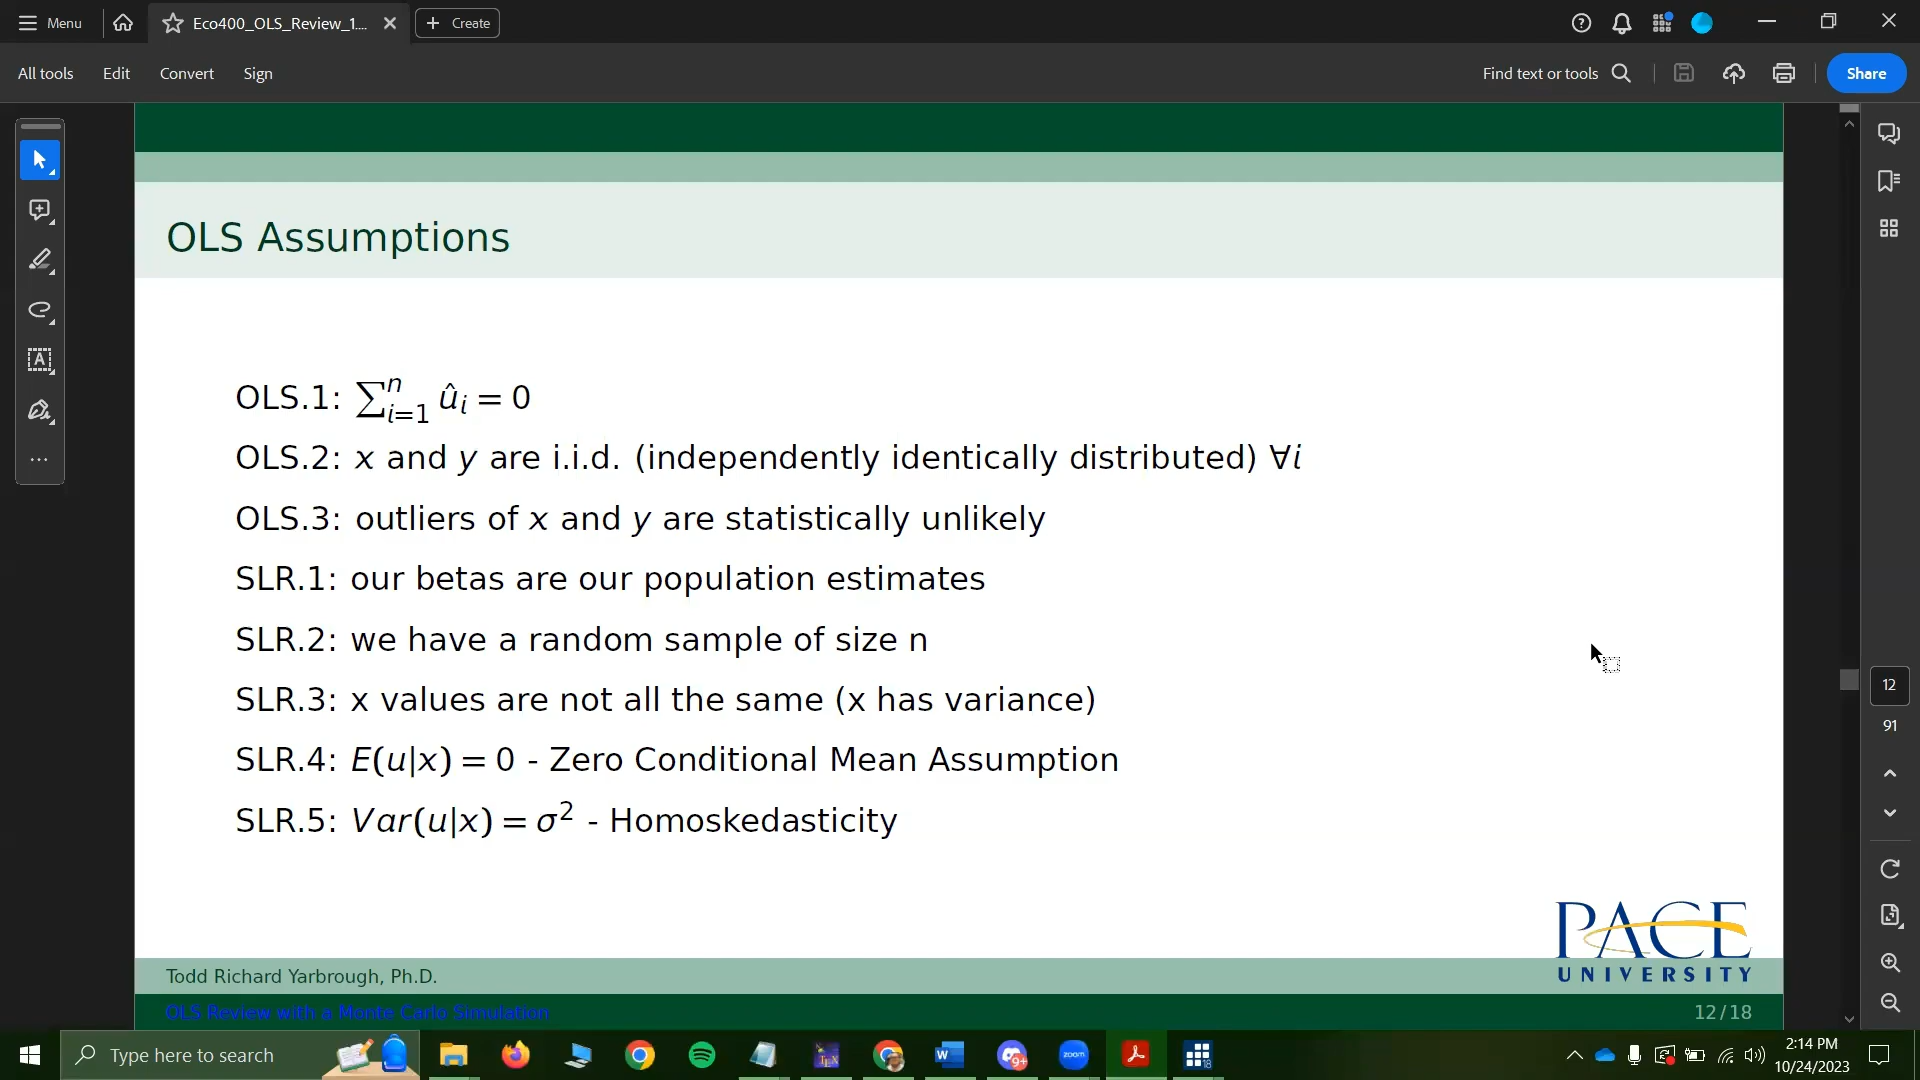 Menu
Eco400_OLS_Review_1....
Create
All tools Edit Convert Sign
Find text or tools
Share
OLS Assumptions
OLS.1: ∑ⁿᵢ₌₁ ûᵢ = 0
OLS.2: x and y are i.i.d. (independently identically distributed) ∀i
OLS.3: outliers of x and y are statistically unlikely
SLR.1: our betas are our population estimates
SLR.2: we have a random sample of size n
SLR.3: x values are not all the same (x has variance)
SLR.4: E(u|x) = 0 - Zero Conditional Mean Assumption
SLR.5: Var(u|x) = σ² - Homoskedasticity
12
91
PACE
UNIVERSITY
Todd Richard Yarbrough, Ph.D.
OLS Review with a Monte Carlo Simulation
12/18
Type here to search
TEX
W
9+
zoom
18
2:14 PM
10/24/2023